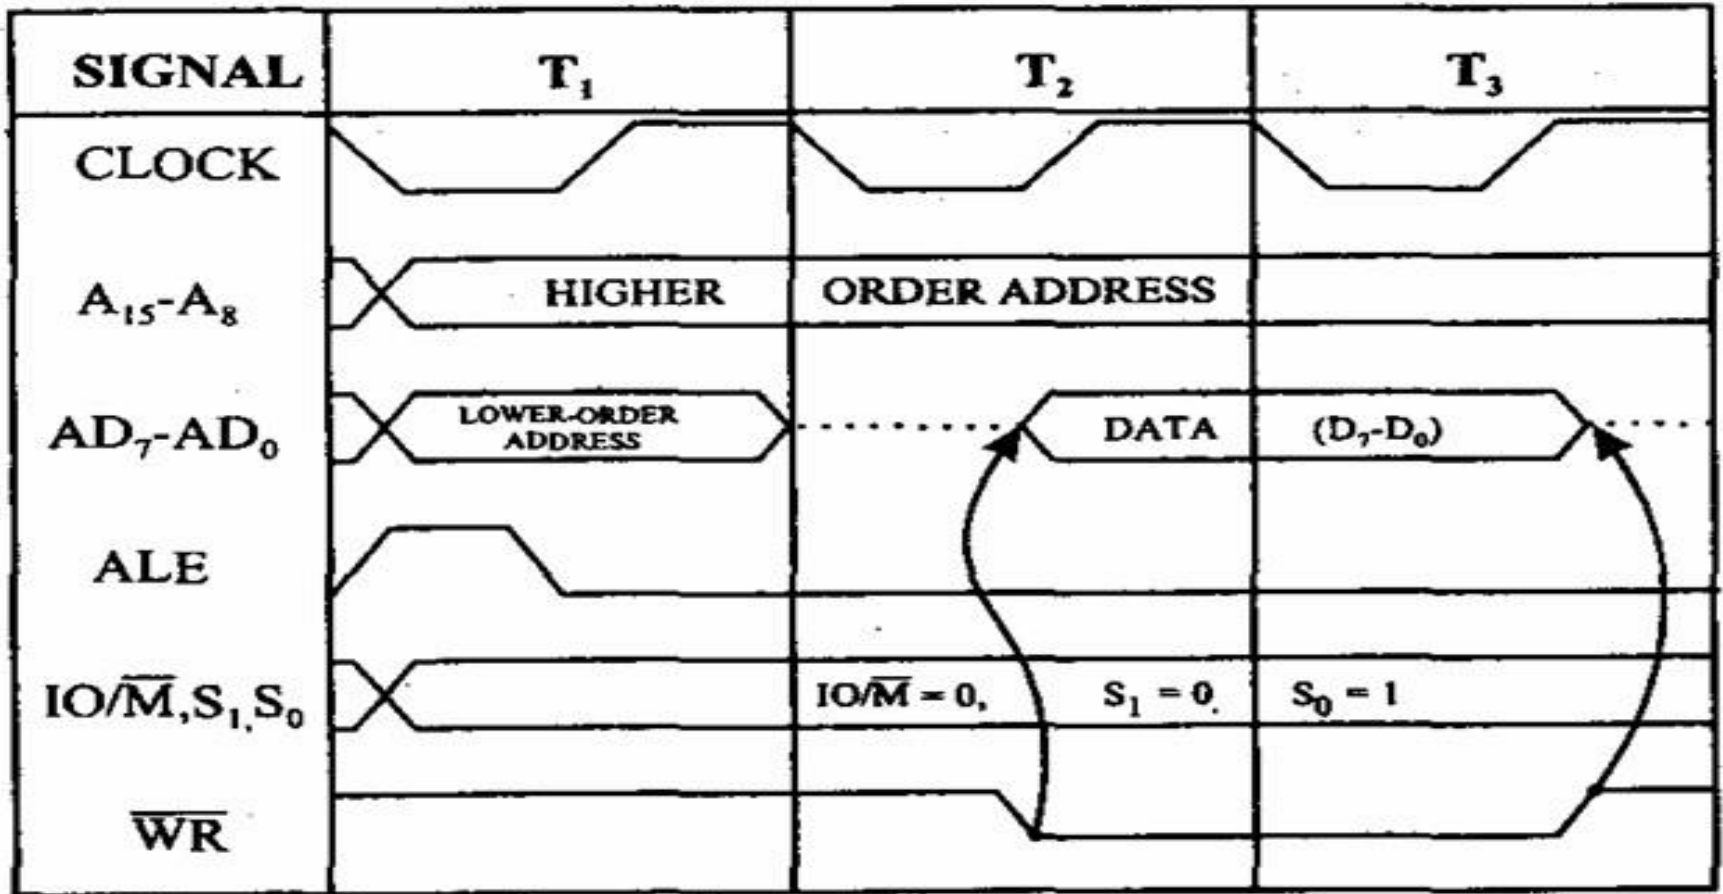 SIGNAL T₁ T₂ T₃
CLOCK
A₁₅-A₈ HIGHER ORDER ADDRESS
AD₇-AD₀ LOWER-ORDER ADDRESS DATA (D₇-D₀)
ALE
IO/M̅,S₁,S₀ IO/M̅ = 0, S₁ = 0, S₀ = 1
W̅R̅